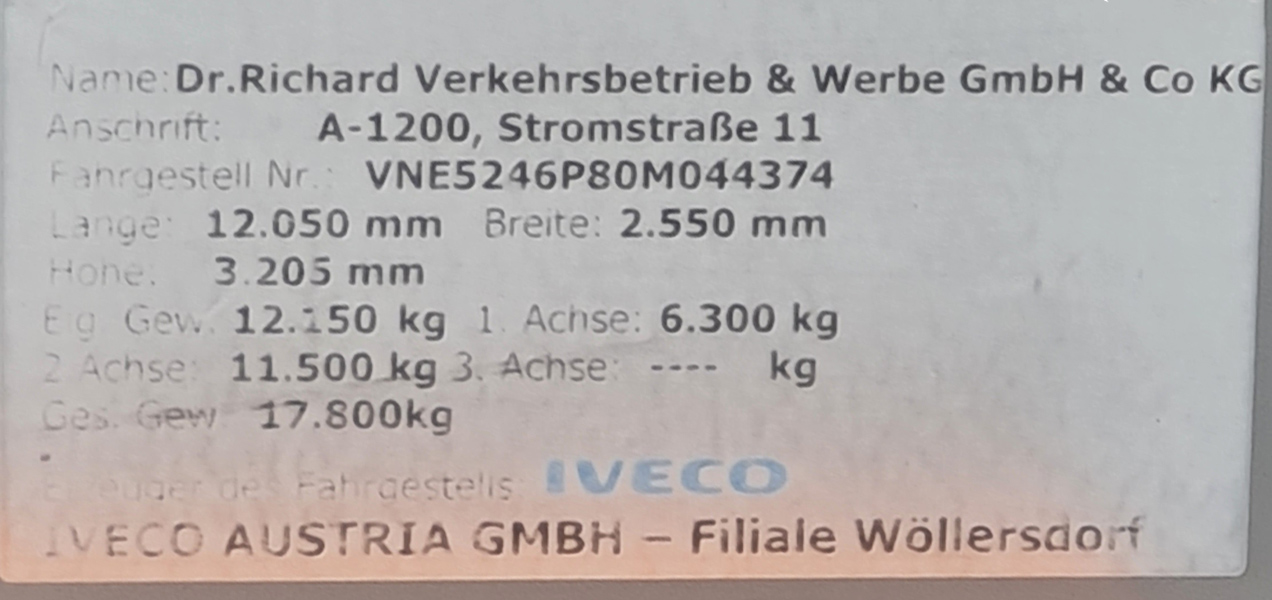 Name: Dr.Richard Verkehrsbetrieb & Werbe GmbH & Co KG
Anschrift: A-1200, Stromstraße 11
Fahrgestell Nr.: VNE5246P80M044374
Länge: 12.050 mm Breite: 2.550 mm
Höhe: 3.205 mm
Eig. Gew. 12.150 kg 1. Achse: 6.300 kg
2 Achse: 11.500 kg 3. Achse: ---- kg
Ges. Gew 17.800kg
Erzeuger des Fahrgestells: IVECO
IVECO AUSTRIA GMBH – Filiale Wöllersdorf